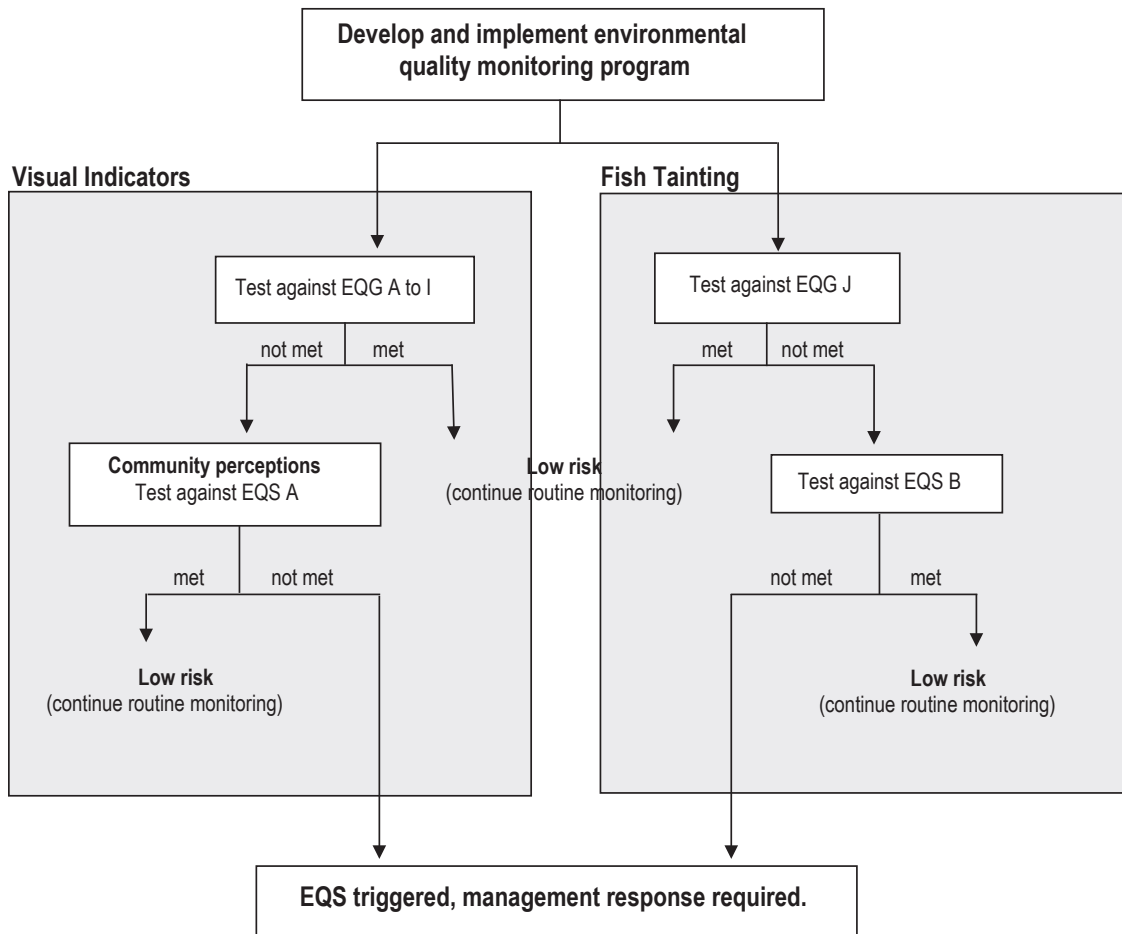 Develop and implement environmental
quality monitoring program
Visual Indicators
Fish Tainting
Test against EQG A to I
Test against EQG J
not met
met
met
not met
Community perceptions
Test against EQS A
Low risk
(continue routine monitoring)
Test against EQS B
met
not met
not met
met
Low risk
(continue routine monitoring)
Low risk
(continue routine monitoring)
EQS triggered, management response required.